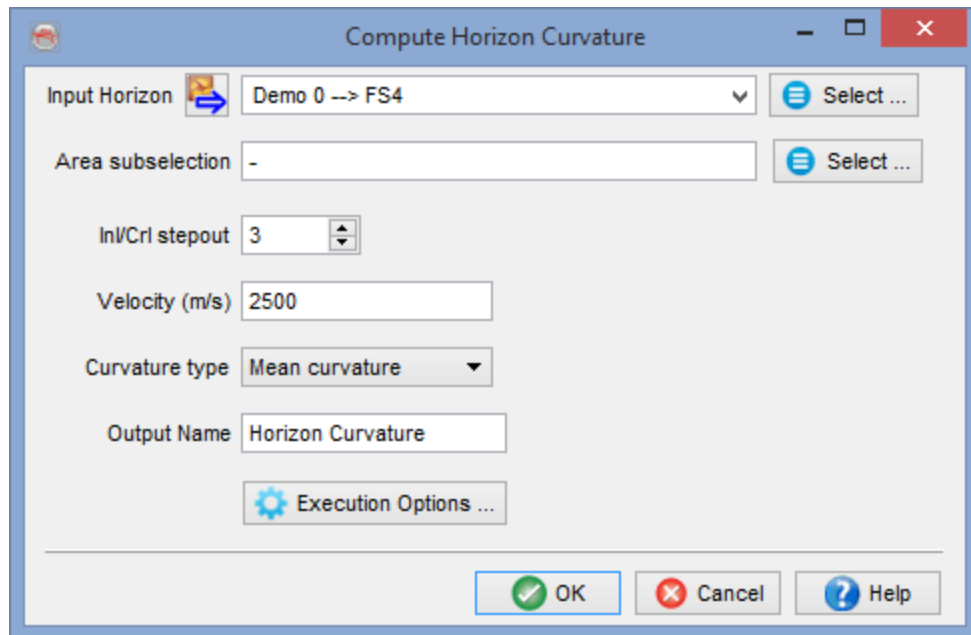 Compute Horizon Curvature
Input Horizon Demo 0 --> FS4 Select ...
Area subselection - Select ...
Inl/Crl stepout 3
Velocity (m/s) 2500
Curvature type Mean curvature
Output Name Horizon Curvature
Execution Options ...
OK Cancel Help